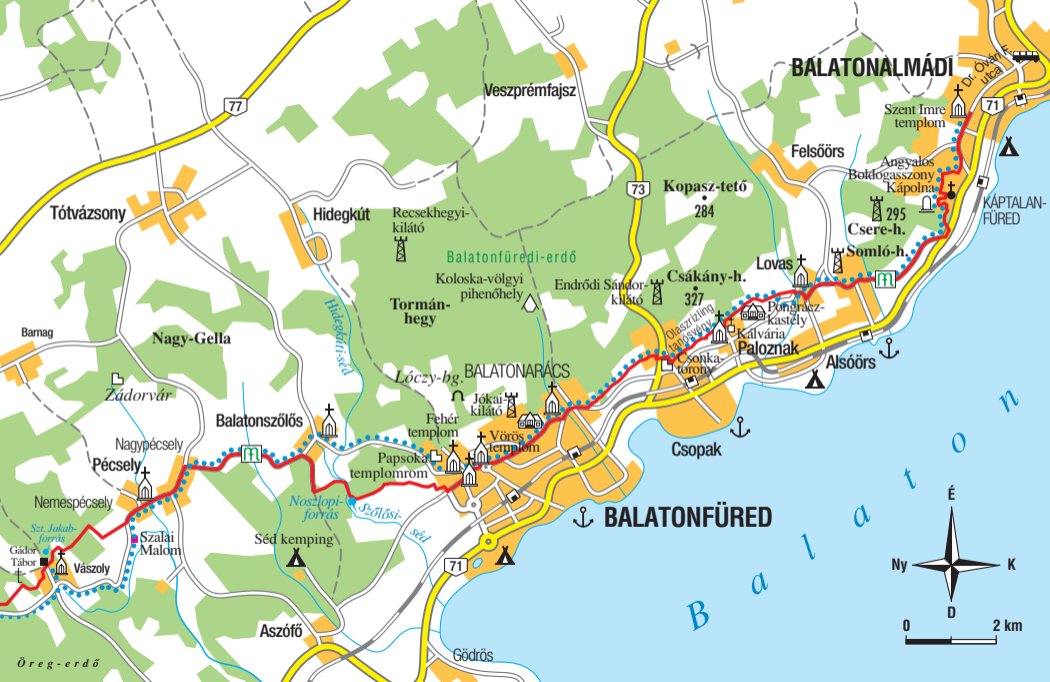 BALATONALMÁDI
Dr. Óvári F.
utca
71
Szent Imre
templom
Veszprémfajsz
77
Felsőörs
Angyalos
Boldogasszony
Kápolna
KÁPTALAN-
FÜRED
73
Kopasz-tető
284
295
Csere-h.
Somló-h.
Tótvázsony
Hidegkút
Recsekhegyi-
kilátó
Balatonfüredi-erdő
Koloska-völgyi
pihenőhely
Endrődi Sándor-
kilátó
Csákány-h.
327
Lovas
Tormán-
hegy
Hidegkúti-séd
Olaszrizling
tanösvény
Pongrácz-
kastély
Kálvária
Paloznak
Alsóörs
Csonka-
torony
Barnag
Nagy-Gella
Zádorvár
Lóczy-bg.
BALATONARÁCS
Jókai-
kilátó
Fehér
templom
Vörös
templom
Papsoka
templomrom
Balatonszőlős
Csopak
Nagypécsely
Pécsely
Nemespécsely
Noszlopi-
forrás
Szőlősi-
séd
BALATONFÜRED
Szt. Jakab-
forrás
Gádor
Tábor
Vászoly
Szalai
Malom
Séd kemping
71
Aszófő
Gödrös
Öreg-erdő
Balaton
É
Ny
K
D
0
2 km